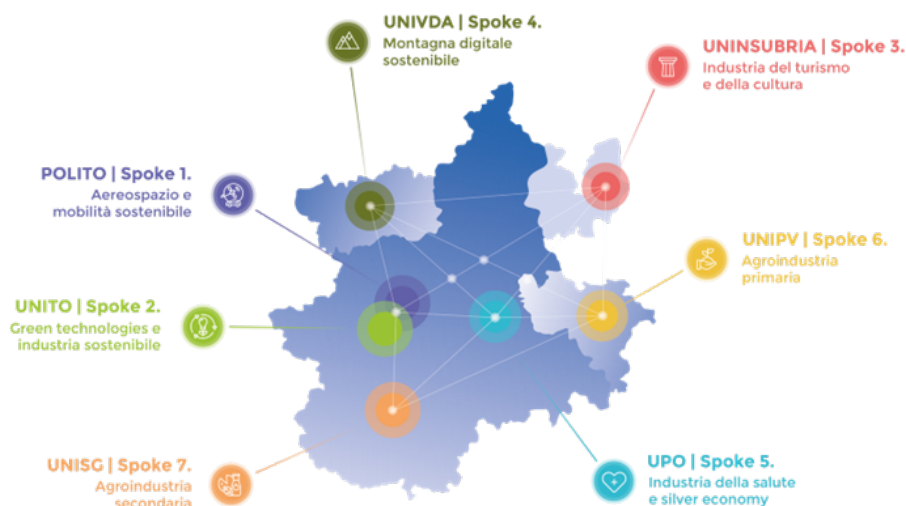 UNIVDA | Spoke 4.
Montagna digitale
sostenibile
UNINSUBRIA | Spoke 3.
Industria del turismo
e della cultura
POLITO | Spoke 1.
Aereospazio e
mobilità sostenibile
UNIPV | Spoke 6.
Agroindustria
primaria
UNITO | Spoke 2.
Green technologies e
industria sostenibile
UNISG | Spoke 7.
Agroindustria
secondaria
UPO | Spoke 5.
Industria della salute
e silver economy